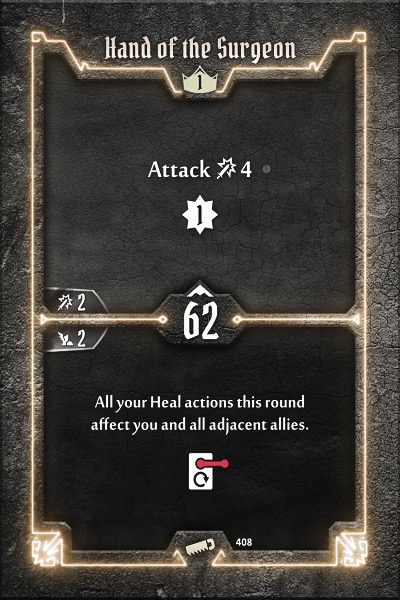 Hand of the Surgeon
1
Attack 4
1
2
62
2
All your Heal actions this round
affect you and all adjacent allies.
408